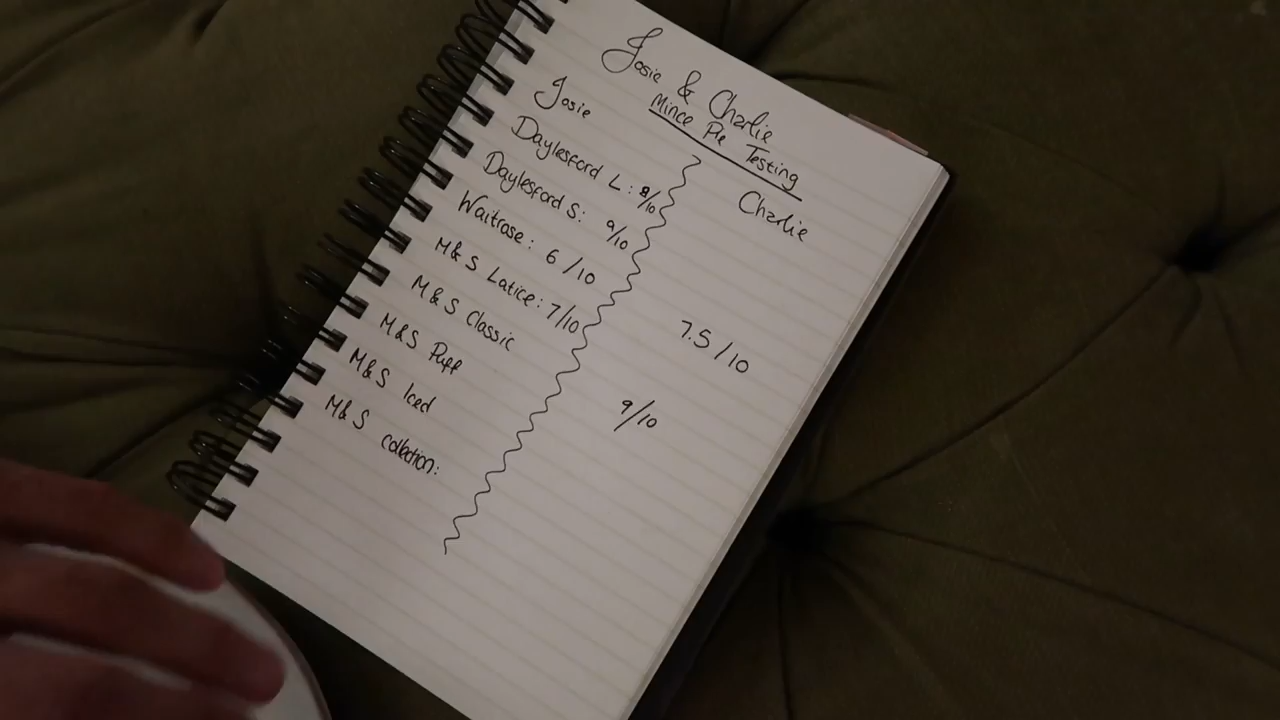 Josie & Charlie
Mince Pie Testing
Josie
Charlie
Daylesford L: 8/10
Daylesford S: 9/10
Waitrose: 6/10
7.5/10
M&S Latice: 7/10
9/10
M&S Classic
M&S Puff
M&S Iced
M&S collection: